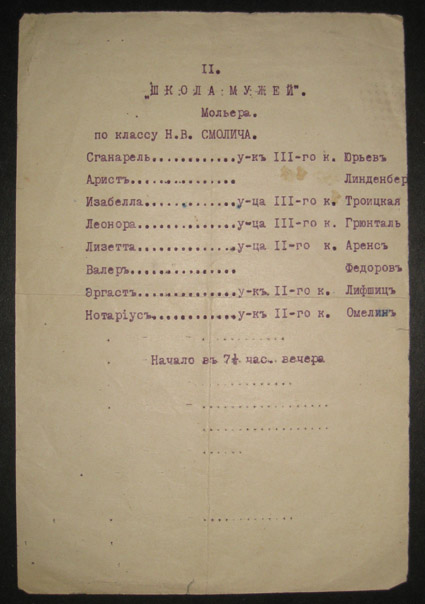 II.
„ШКОЛА МУЖЕЙ".
Мольера.
по классу Н.В. СМОЛИЧА.
Сганарель............у-къ III-го к. Юрьевъ
Аристъ............... Линденбер
Изабелла............у-ца III-го к. Троицкая
Леонора.............у-ца III-го к. Грюнталь
Лизетта.............у-ца II-го к. Аренсъ
Валеръ............... Федоровъ
Эргастъ.............у-къ II-го к. Лифшицъ
Нотаріусъ...........у-къ II-го к. Омелинъ
Начало въ 7½ час. вечера